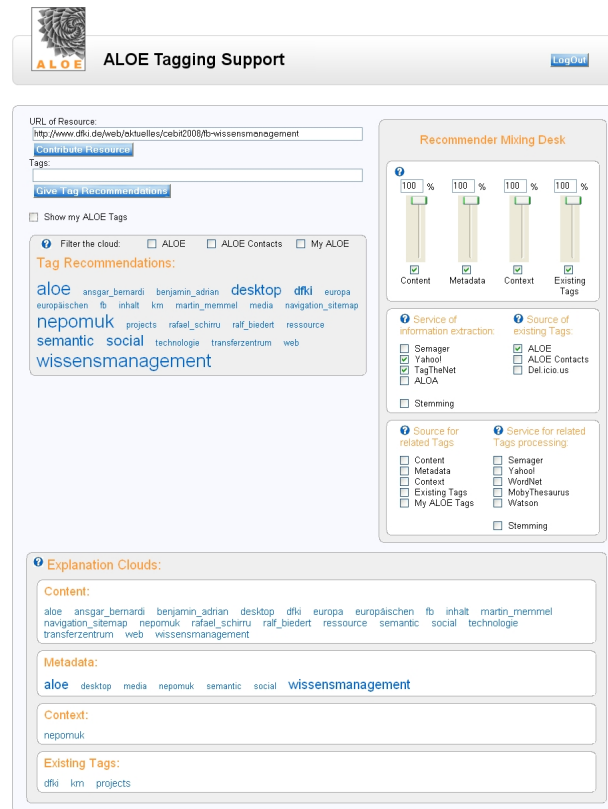 ALOE
ALOE Tagging Support
LogOut
URL of Resource:
http://www.dfki.de/web/aktuelles/cebit2008/fb-wissensmanagement
Contribute Resource
Tags:
Give Tag Recommendations
Show my ALOE Tags
? Filter the cloud: ALOE ALOE Contacts My ALOE
Tag Recommendations:
aloe ansgar_bernardi benjamin_adrian desktop dfki europa
europäischen fb inhalt km martin_memmel media navigation_sitemap
nepomuk projects rafael_schirru ralf_biedert ressource
semantic social technologie transferzentrum web
wissensmanagement
Recommender Mixing Desk
?
100 % 100 % 100 % 100 %
Content Metadata Context Existing
Tags
? Service of
information extraction:
Semager
Yahoo!
TagTheNet
ALOA
Stemming
? Source of
existing Tags:
ALOE
ALOE Contacts
Del.icio.us
? Source for
related Tags:
Content
Metadata
Context
Existing Tags
My ALOE Tags
? Service for related
Tags processing:
Semager
Yahoo!
WordNet
MobyThesaurus
Watson
Stemming
? Explanation Clouds:
Content:
aloe ansgar_bernardi benjamin_adrian desktop dfki europa europäischen fb inhalt martin_memmel
navigation_sitemap nepomuk rafael_schirru ralf_biedert ressource semantic social technologie
transferzentrum web wissensmanagement
Metadata:
aloe desktop media nepomuk semantic social wissensmanagement
Context:
nepomuk
Existing Tags:
dfki km projects